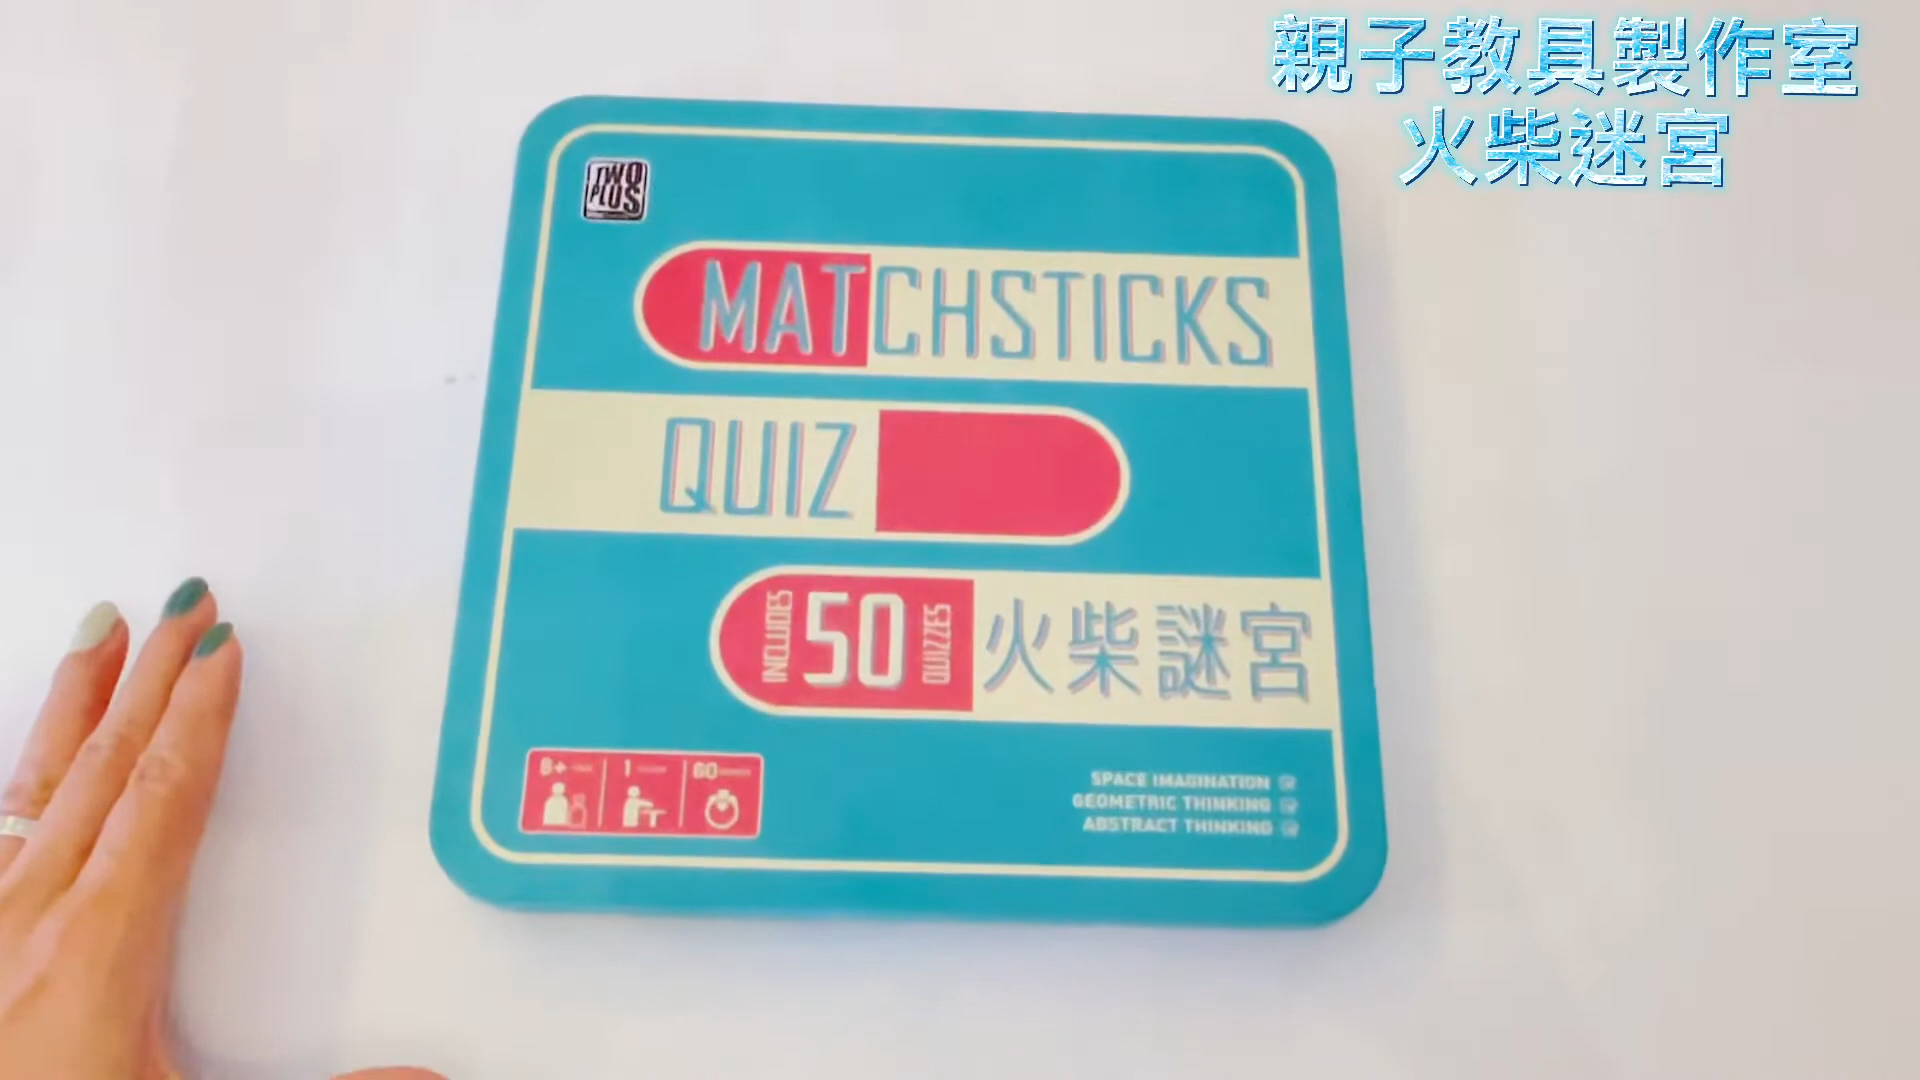 親子教具製作室
火柴迷宮
TWO
PLUS
MATCHSTICKS
QUIZ
INCLUDES
50
QUIZZES
火柴謎宮
8+
1
60
SPACE IMAGINATION
GEOMETRIC THINKING
ABSTRACT THINKING